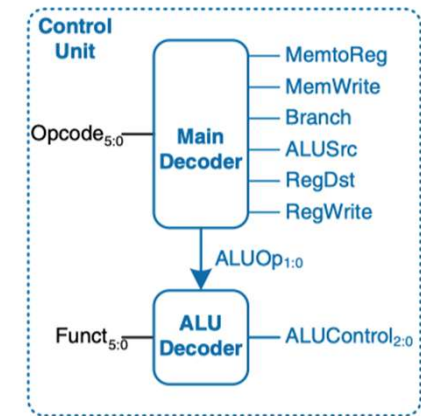 Control
Unit
MemtoReg
MemWrite
Branch
Opcode5:0
Main
Decoder
ALUSrc
RegDst
RegWrite
ALUOp1:0
Funct5:0
ALU
Decoder
ALUControl2:0